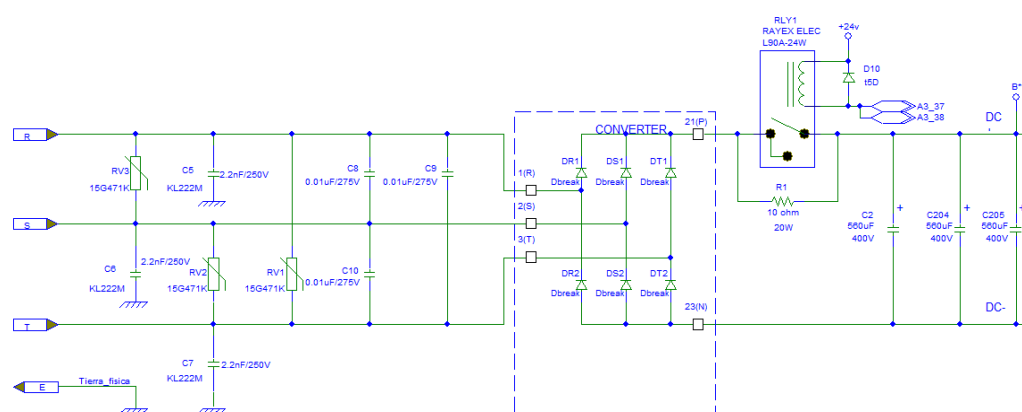 RLY1
RAYEX ELEC
L90A-24W
+24v
D10
t5D
A3_37
A3_38
B*
DC
R
CONVERTER
21(P)
RV3
15G471K
C5
2.2nF/250V
KL222M
C8
0.01uF/275V
C9
0.01uF/275V
1(R)
DR1
Dbreak
DS1
Dbreak
DT1
Dbreak
R1
10 ohm
20W
S
2(S)
3(T)
C2
560uF
400V
+
C204
560uF
400V
+
C205
560uF
400V
+
C6
2.2nF/250V
KL222M
RV2
15G471K
RV1
15G471K
C10
0.01uF/275V
DR2
Dbreak
DS2
Dbreak
DT2
Dbreak
23(N)
DC-
T
C7
2.2nF/250V
KL222M
E
Tierra_fisica